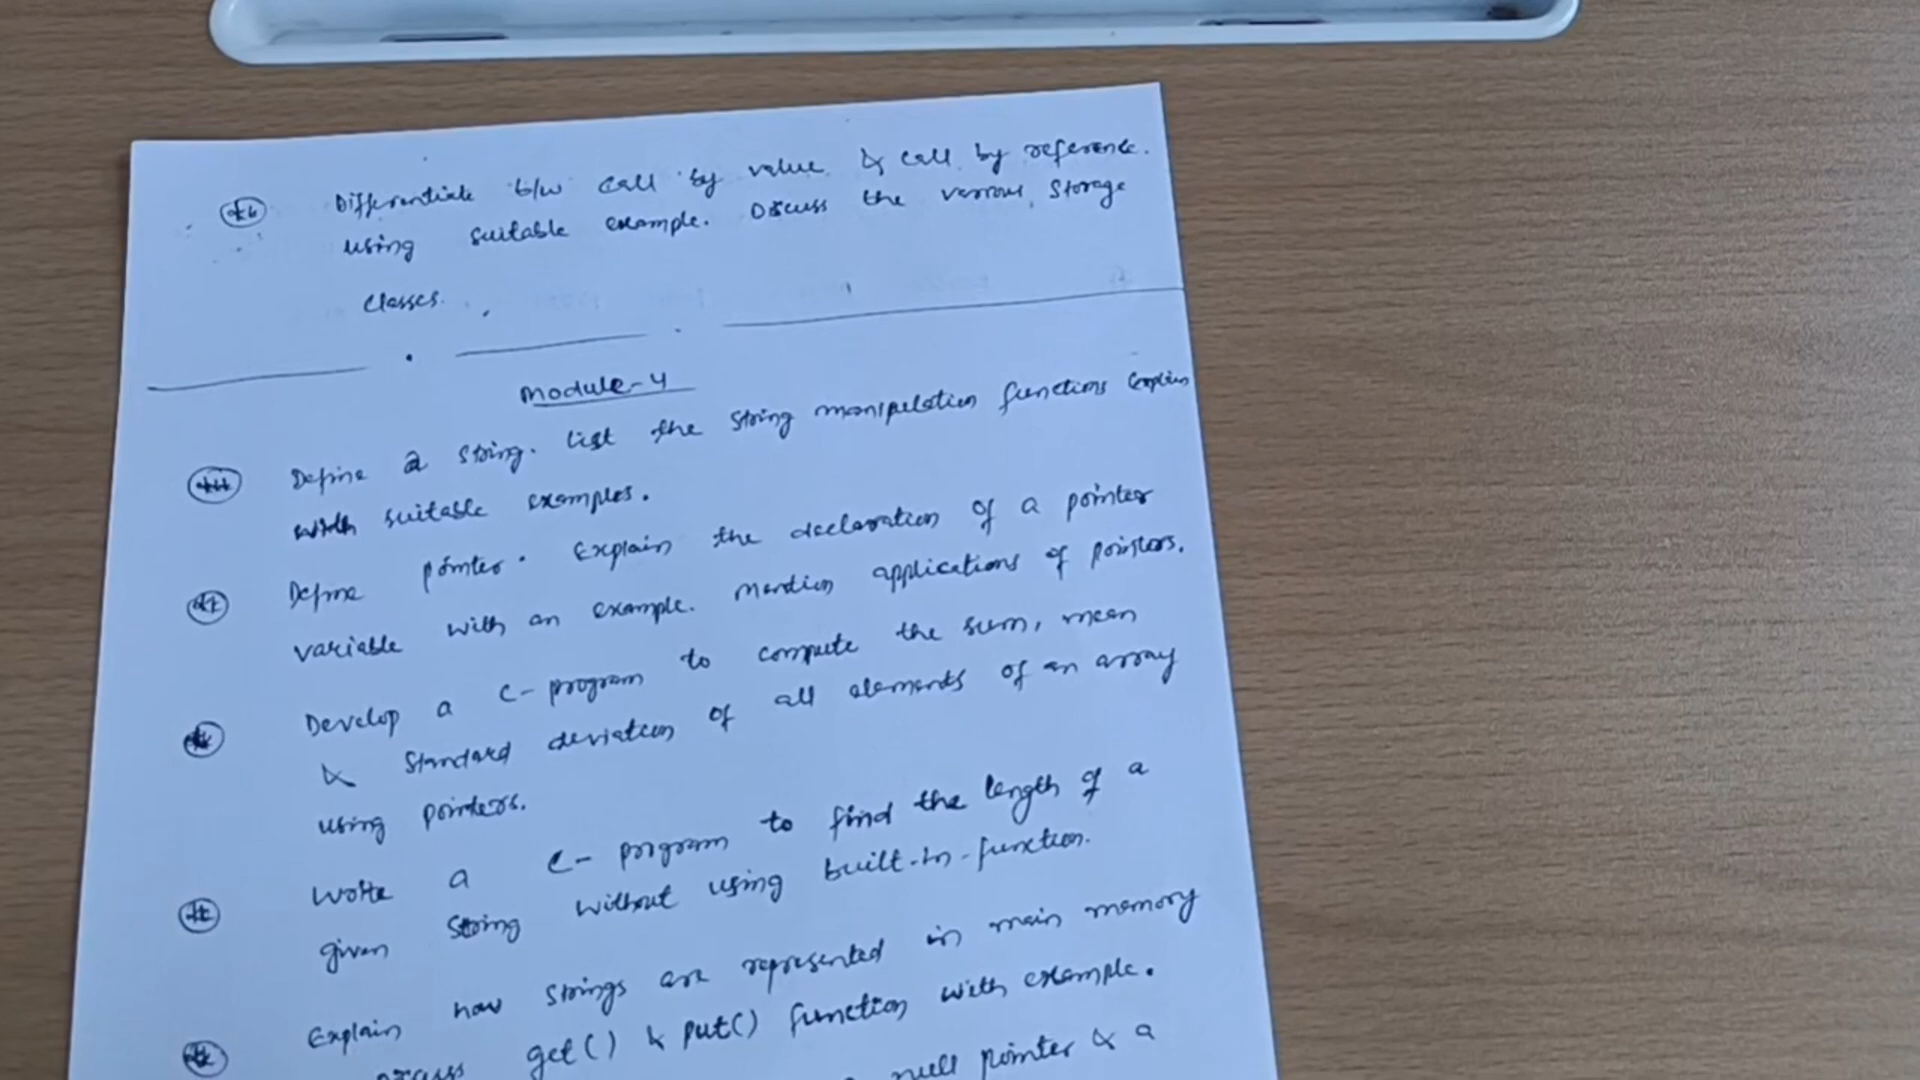 Differentiate b/w call by value & call by reference.
using suitable example. Discuss the various storage
classes.
Module-4
Define a string. List the string manipulation functions explain
with suitable examples.
Define pointer. Explain the declaration of a pointer
variable with an example. Mention applications of pointers.
Develop a C-program to compute the sum, mean
& standard deviation of all elements of an array
using pointers.
Write a C-program to find the length of a
given string without using built-in-function.
Explain how strings are represented in main memory
get() & put() function with example.
null pointer & a